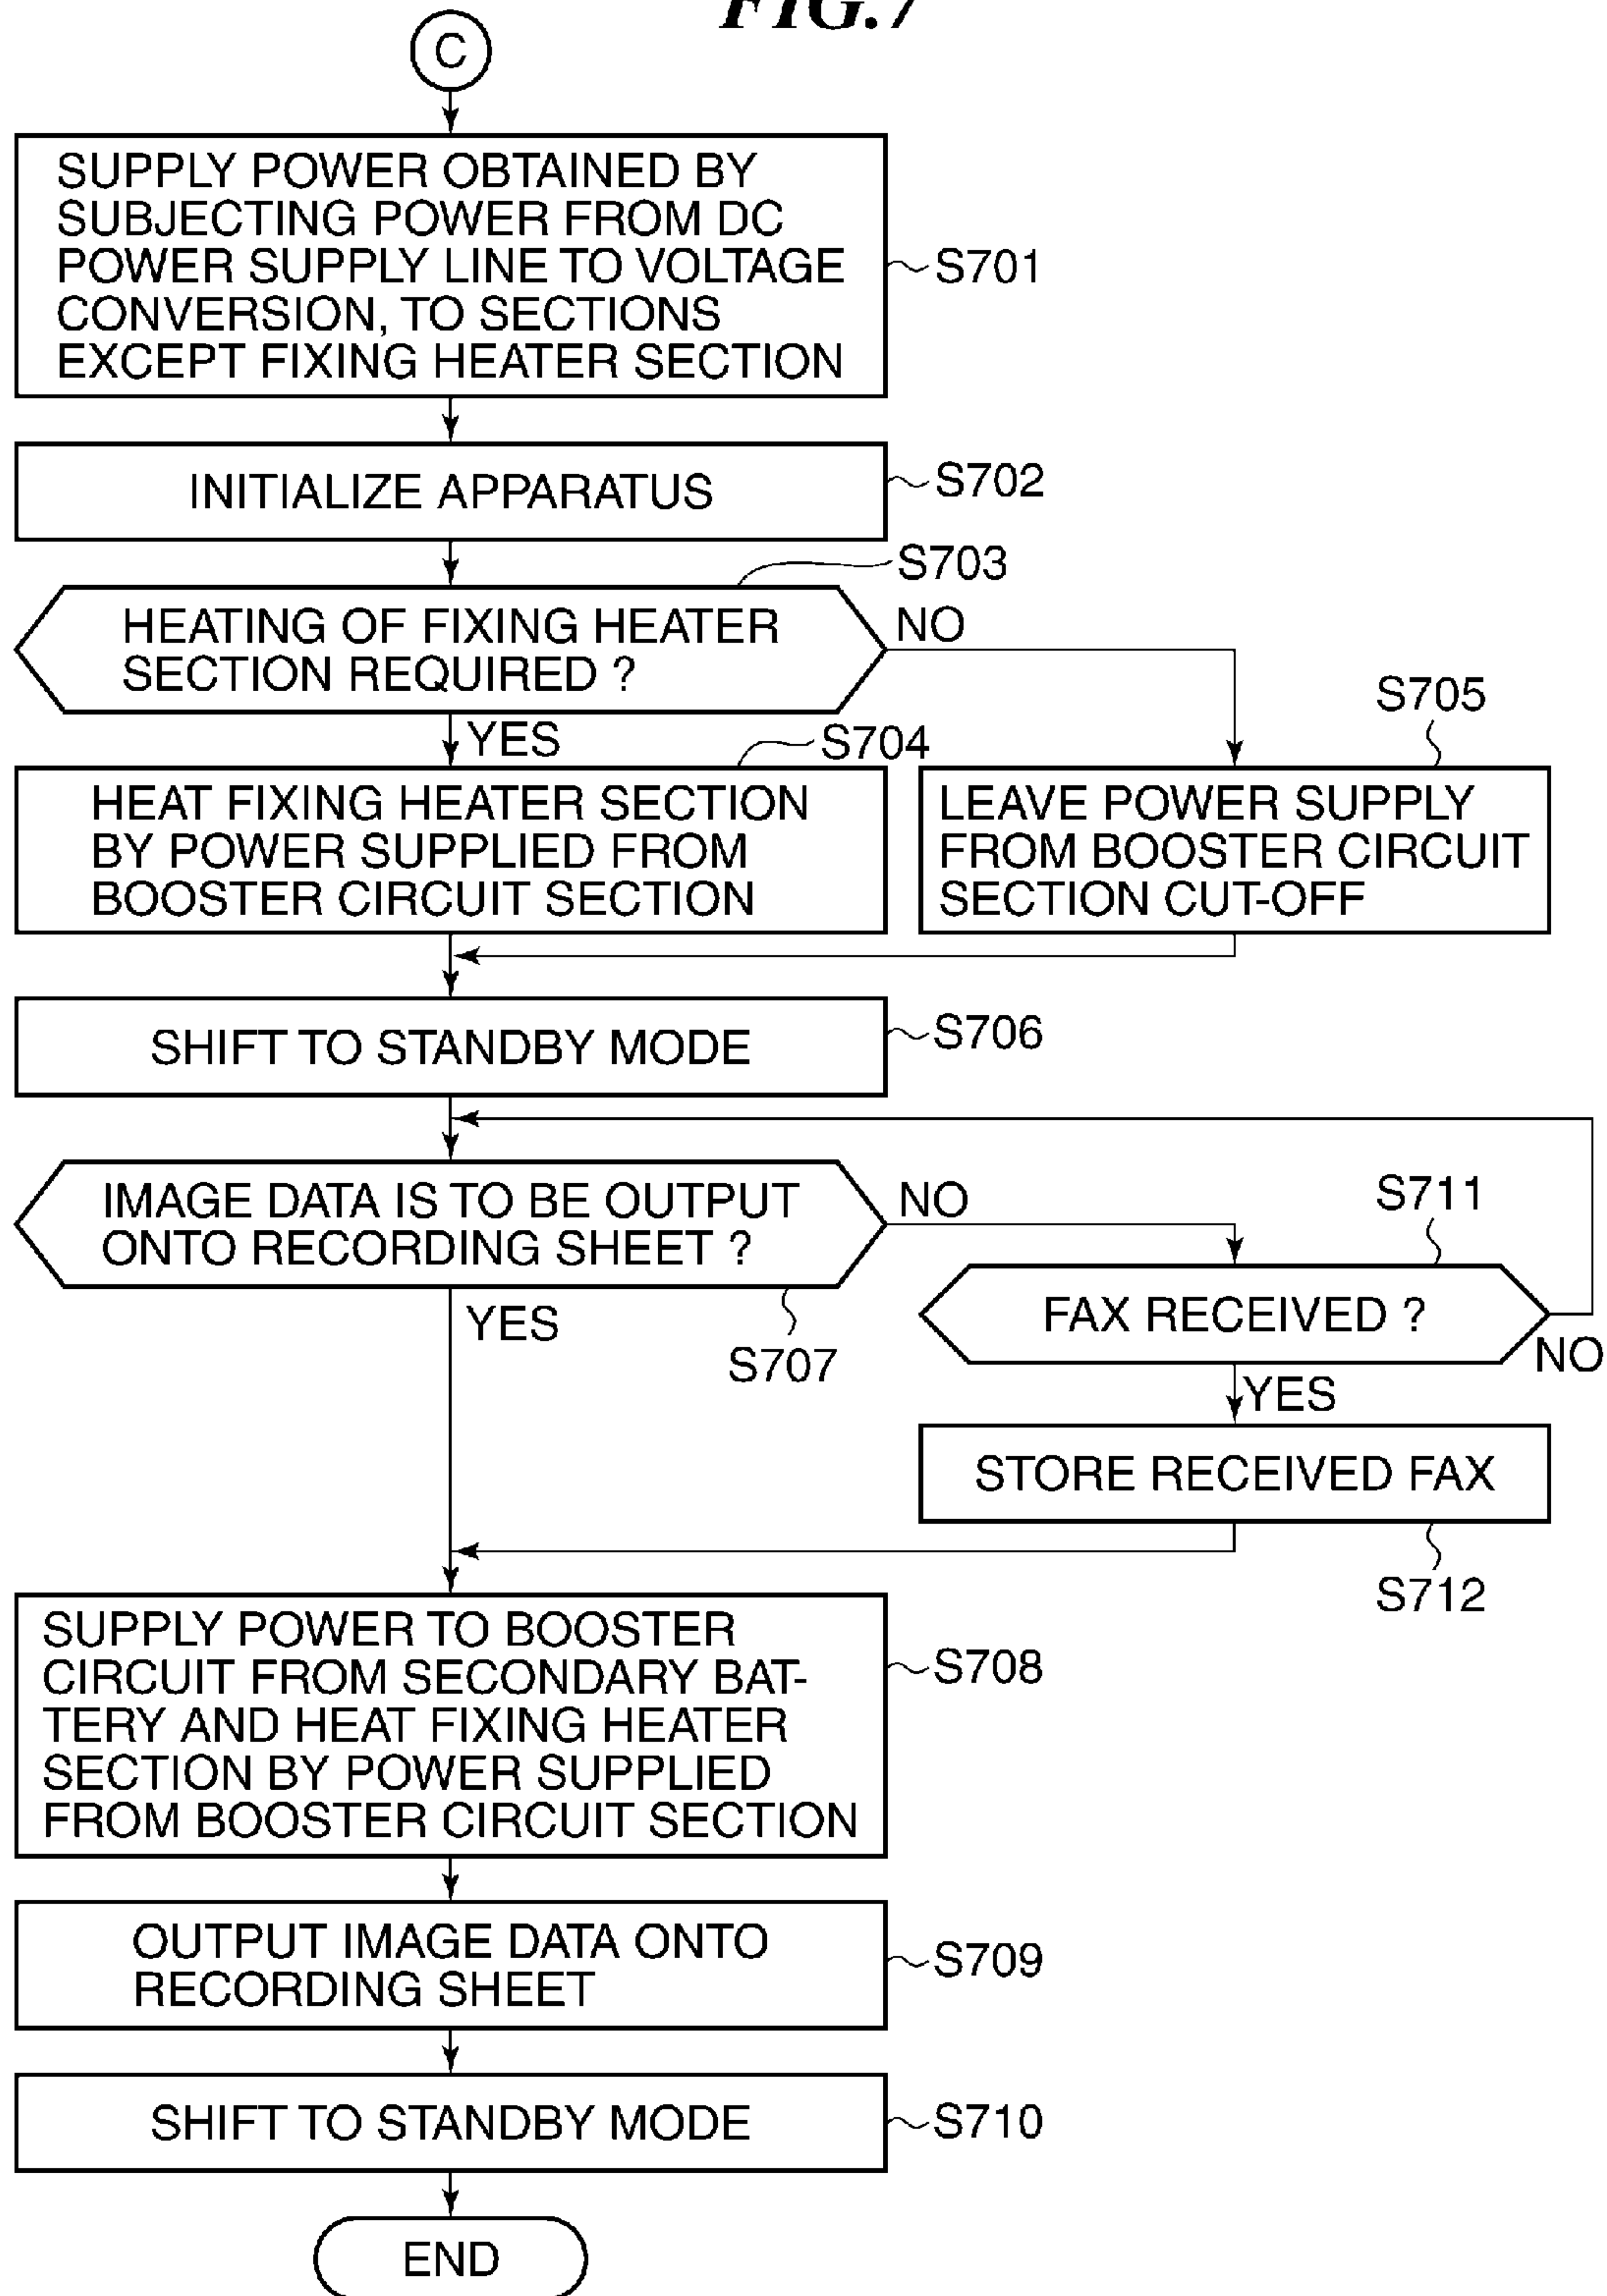 FIG.7
C
SUPPLY POWER OBTAINED BY
SUBJECTING POWER FROM DC
POWER SUPPLY LINE TO VOLTAGE
CONVERSION, TO SECTIONS
EXCEPT FIXING HEATER SECTION
S701
INITIALIZE APPARATUS
S702
S703
HEATING OF FIXING HEATER
SECTION REQUIRED ?
NO
YES
S704
S705
HEAT FIXING HEATER SECTION
BY POWER SUPPLIED FROM
BOOSTER CIRCUIT SECTION
LEAVE POWER SUPPLY
FROM BOOSTER CIRCUIT
SECTION CUT-OFF
SHIFT TO STANDBY MODE
S706
IMAGE DATA IS TO BE OUTPUT
ONTO RECORDING SHEET ?
NO
YES
S707
S711
FAX RECEIVED ?
NO
YES
STORE RECEIVED FAX
S712
SUPPLY POWER TO BOOSTER
CIRCUIT FROM SECONDARY BAT-
TERY AND HEAT FIXING HEATER
SECTION BY POWER SUPPLIED
FROM BOOSTER CIRCUIT SECTION
S708
OUTPUT IMAGE DATA ONTO
RECORDING SHEET
S709
SHIFT TO STANDBY MODE
S710
END